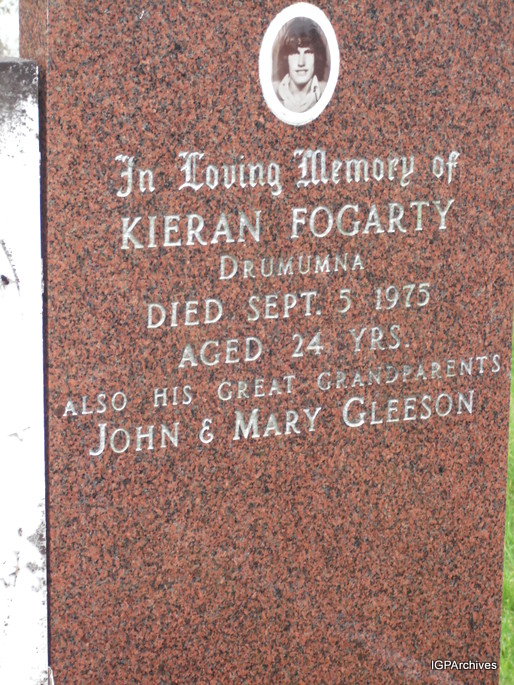 In Loving Memory of
KIERAN FOGARTY
DRUMUMNA
DIED SEPT. 5 1975
AGED 24 YRS.
ALSO HIS GREAT GRANDPARENTS
JOHN & MARY GLEESON
IGPArchives